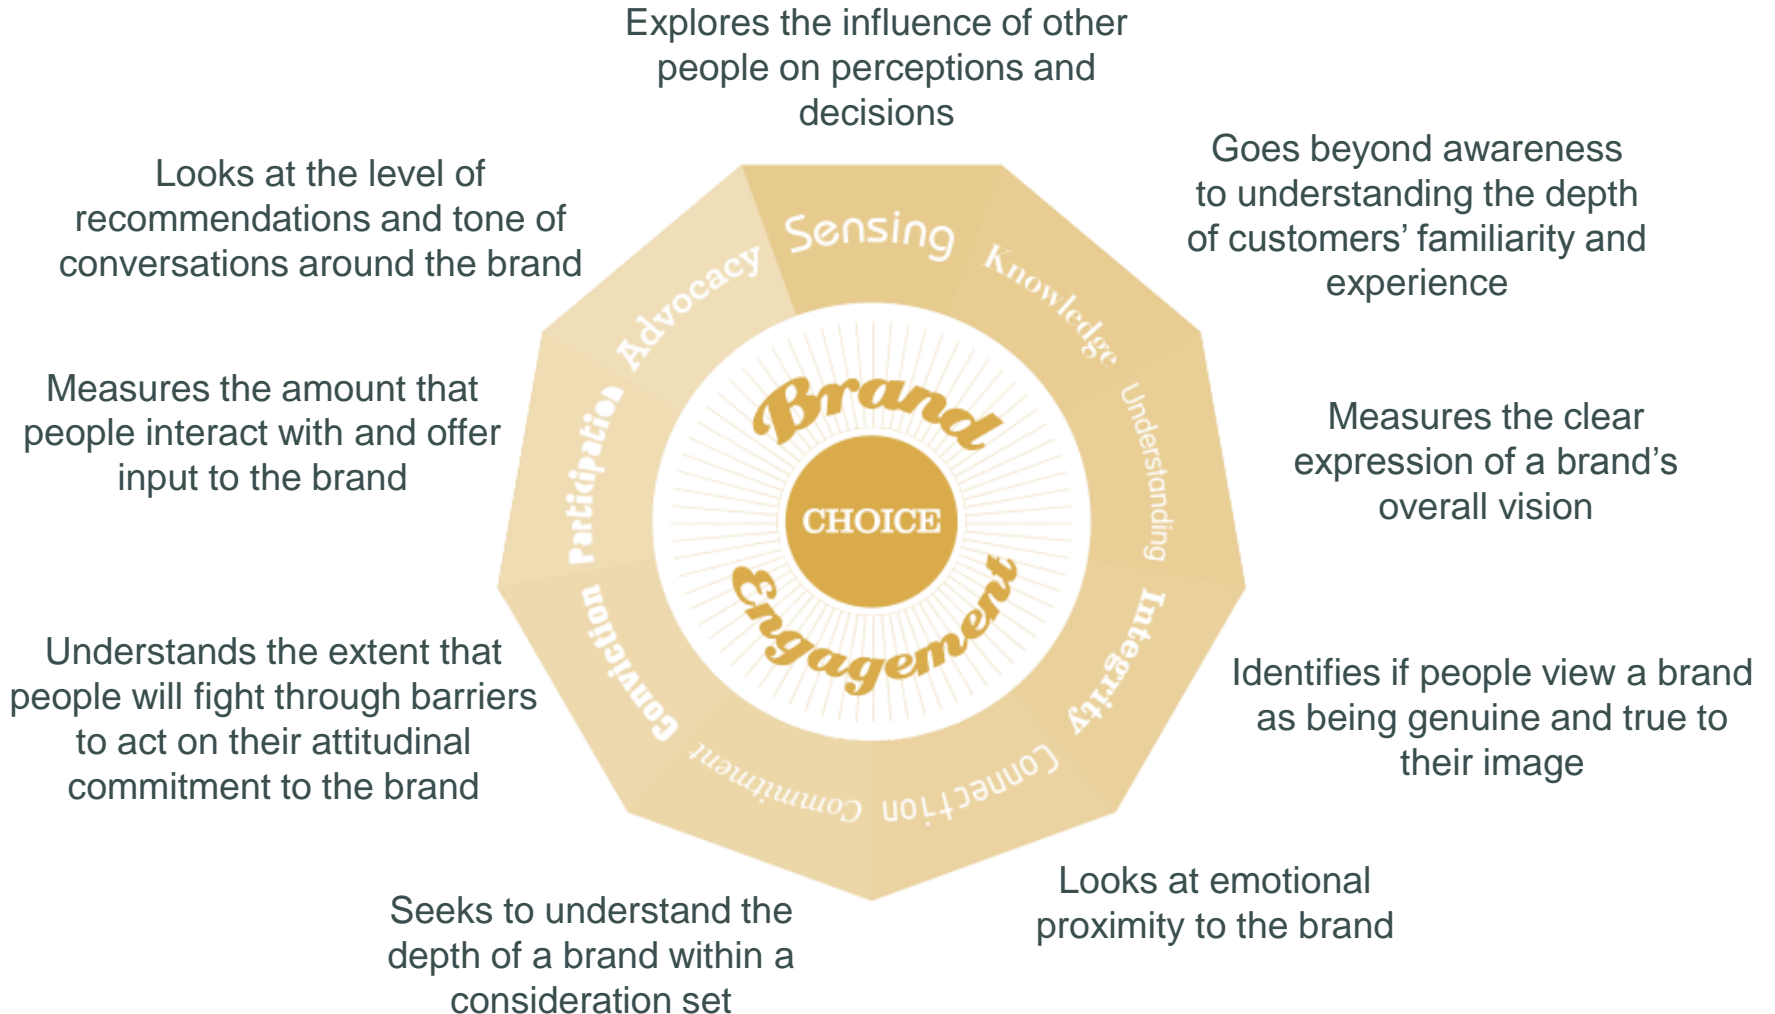 Explores the influence of other
people on perceptions and
decisions
Goes beyond awareness
to understanding the depth
of customers’ familiarity and
experience
Measures the clear
expression of a brand’s
overall vision
Identifies if people view a brand
as being genuine and true to
their image
Looks at emotional
proximity to the brand
Seeks to understand the
depth of a brand within a
consideration set
Understands the extent that
people will fight through barriers
to act on their attitudinal
commitment to the brand
Measures the amount that
people interact with and offer
input to the brand
Looks at the level of
recommendations and tone of
conversations around the brand
Sensing
Knowledge
Understanding
Integrity
Connection
Commitment
Conviction
Participation
Advocacy
Brand
CHOICE
Engagement